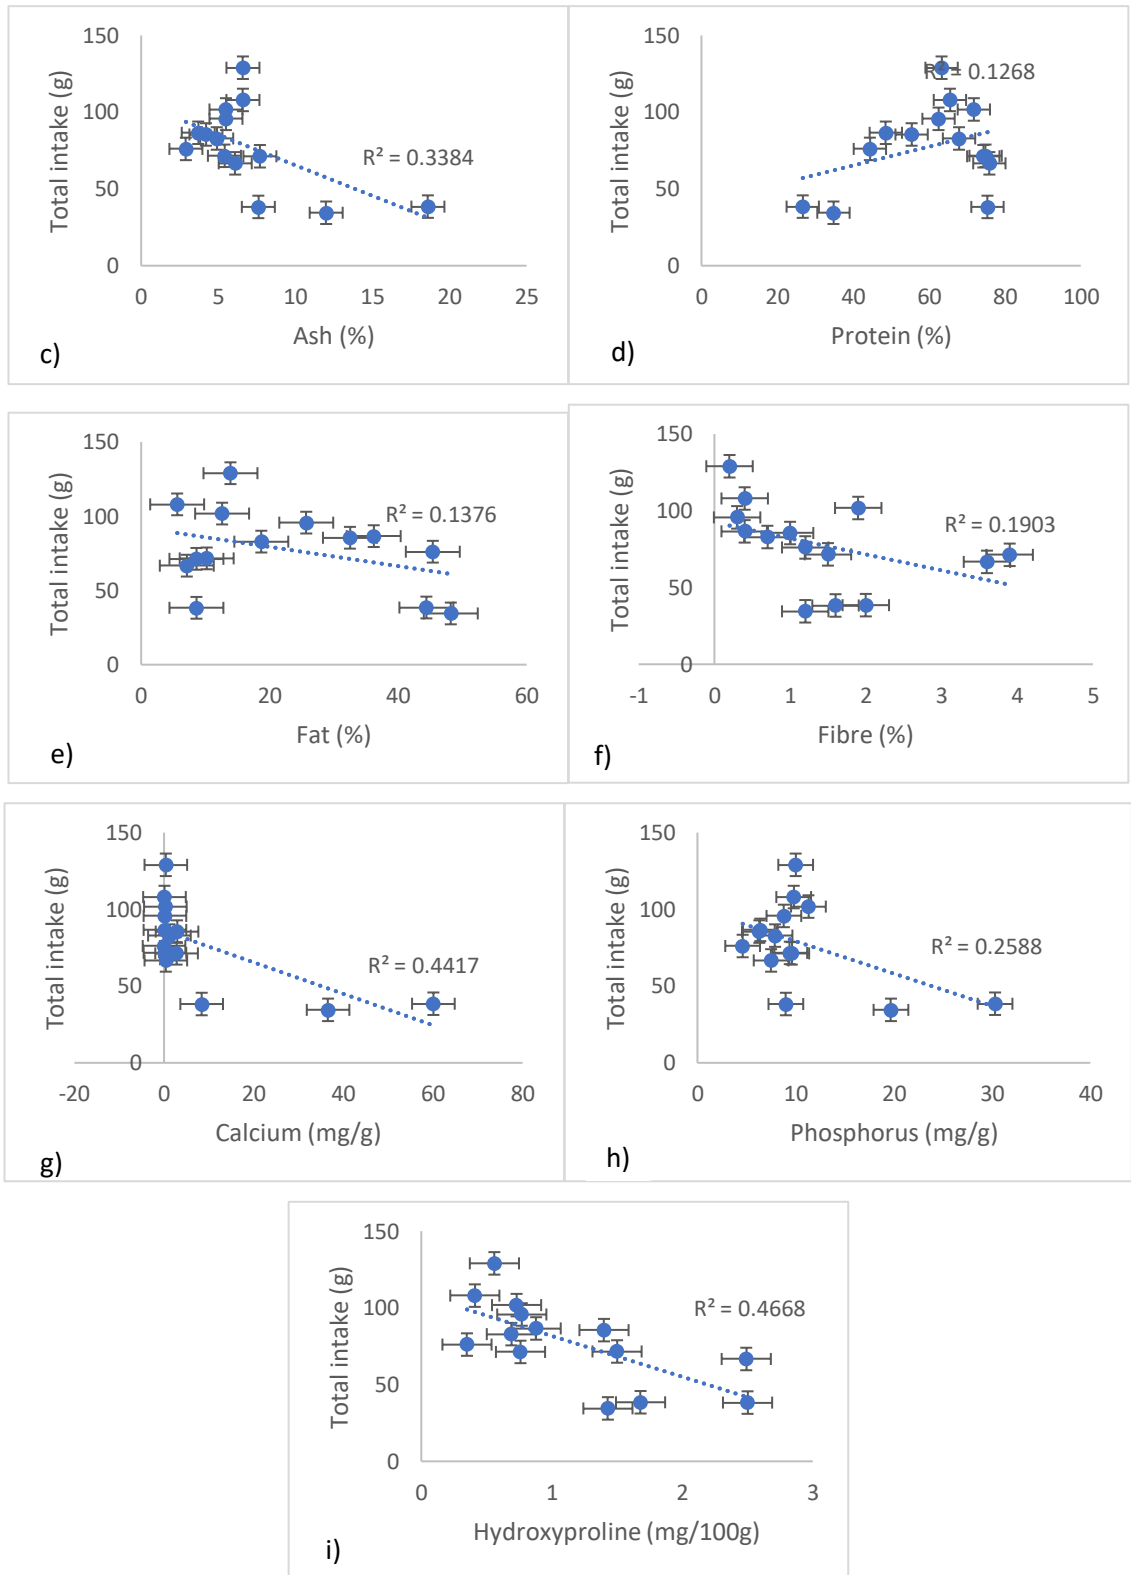 150
100
50
0
Total intake (g)
R² = 0.3384
0 5 10 15 20 25
Ash (%)
c)
150
100
50
0
Total intake (g)
R² = 0.1268
0 20 40 60 80 100
Protein (%)
d)
150
100
50
0
Total intake (g)
R² = 0.1376
0 20 40 60
Fat (%)
e)
150
100
50
0
Total intake (g)
R² = 0.1903
-1 0 1 2 3 4 5
Fibre (%)
f)
150
100
50
0
Total intake (g)
R² = 0.4417
-20 0 20 40 60 80
Calcium (mg/g)
g)
150
100
50
0
Total intake (g)
R² = 0.2588
0 10 20 30 40
Phosphorus (mg/g)
h)
150
100
50
0
Total intake (g)
R² = 0.4668
0 1 2 3
Hydroxyproline (mg/100g)
i)